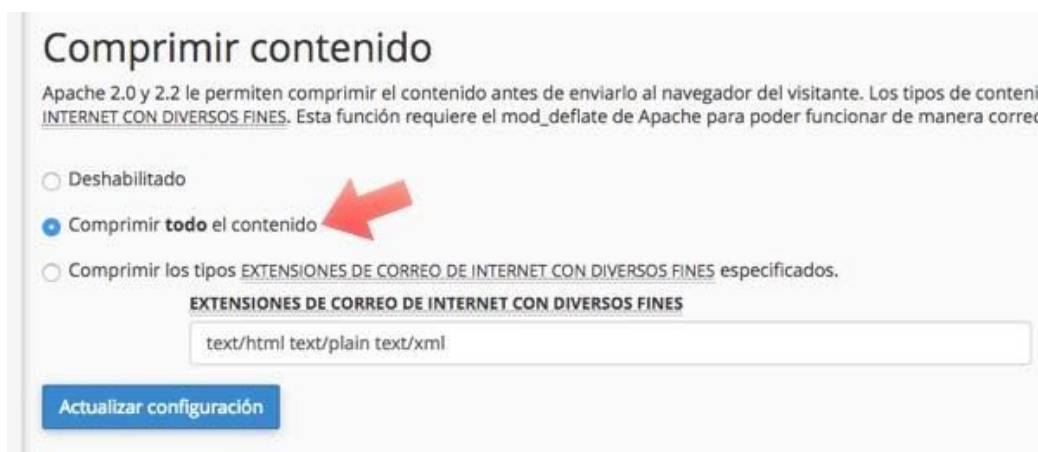 Comprimir contenido
Apache 2.0 y 2.2 le permiten comprimir el contenido antes de enviarlo al navegador del visitante. Los tipos de conteni
INTERNET CON DIVERSOS FINES. Esta función requiere el mod_deflate de Apache para poder funcionar de manera correc
Deshabilitado
Comprimir todo el contenido
Comprimir los tipos EXTENSIONES DE CORREO DE INTERNET CON DIVERSOS FINES especificados.
EXTENSIONES DE CORREO DE INTERNET CON DIVERSOS FINES
text/html text/plain text/xml
Actualizar configuración